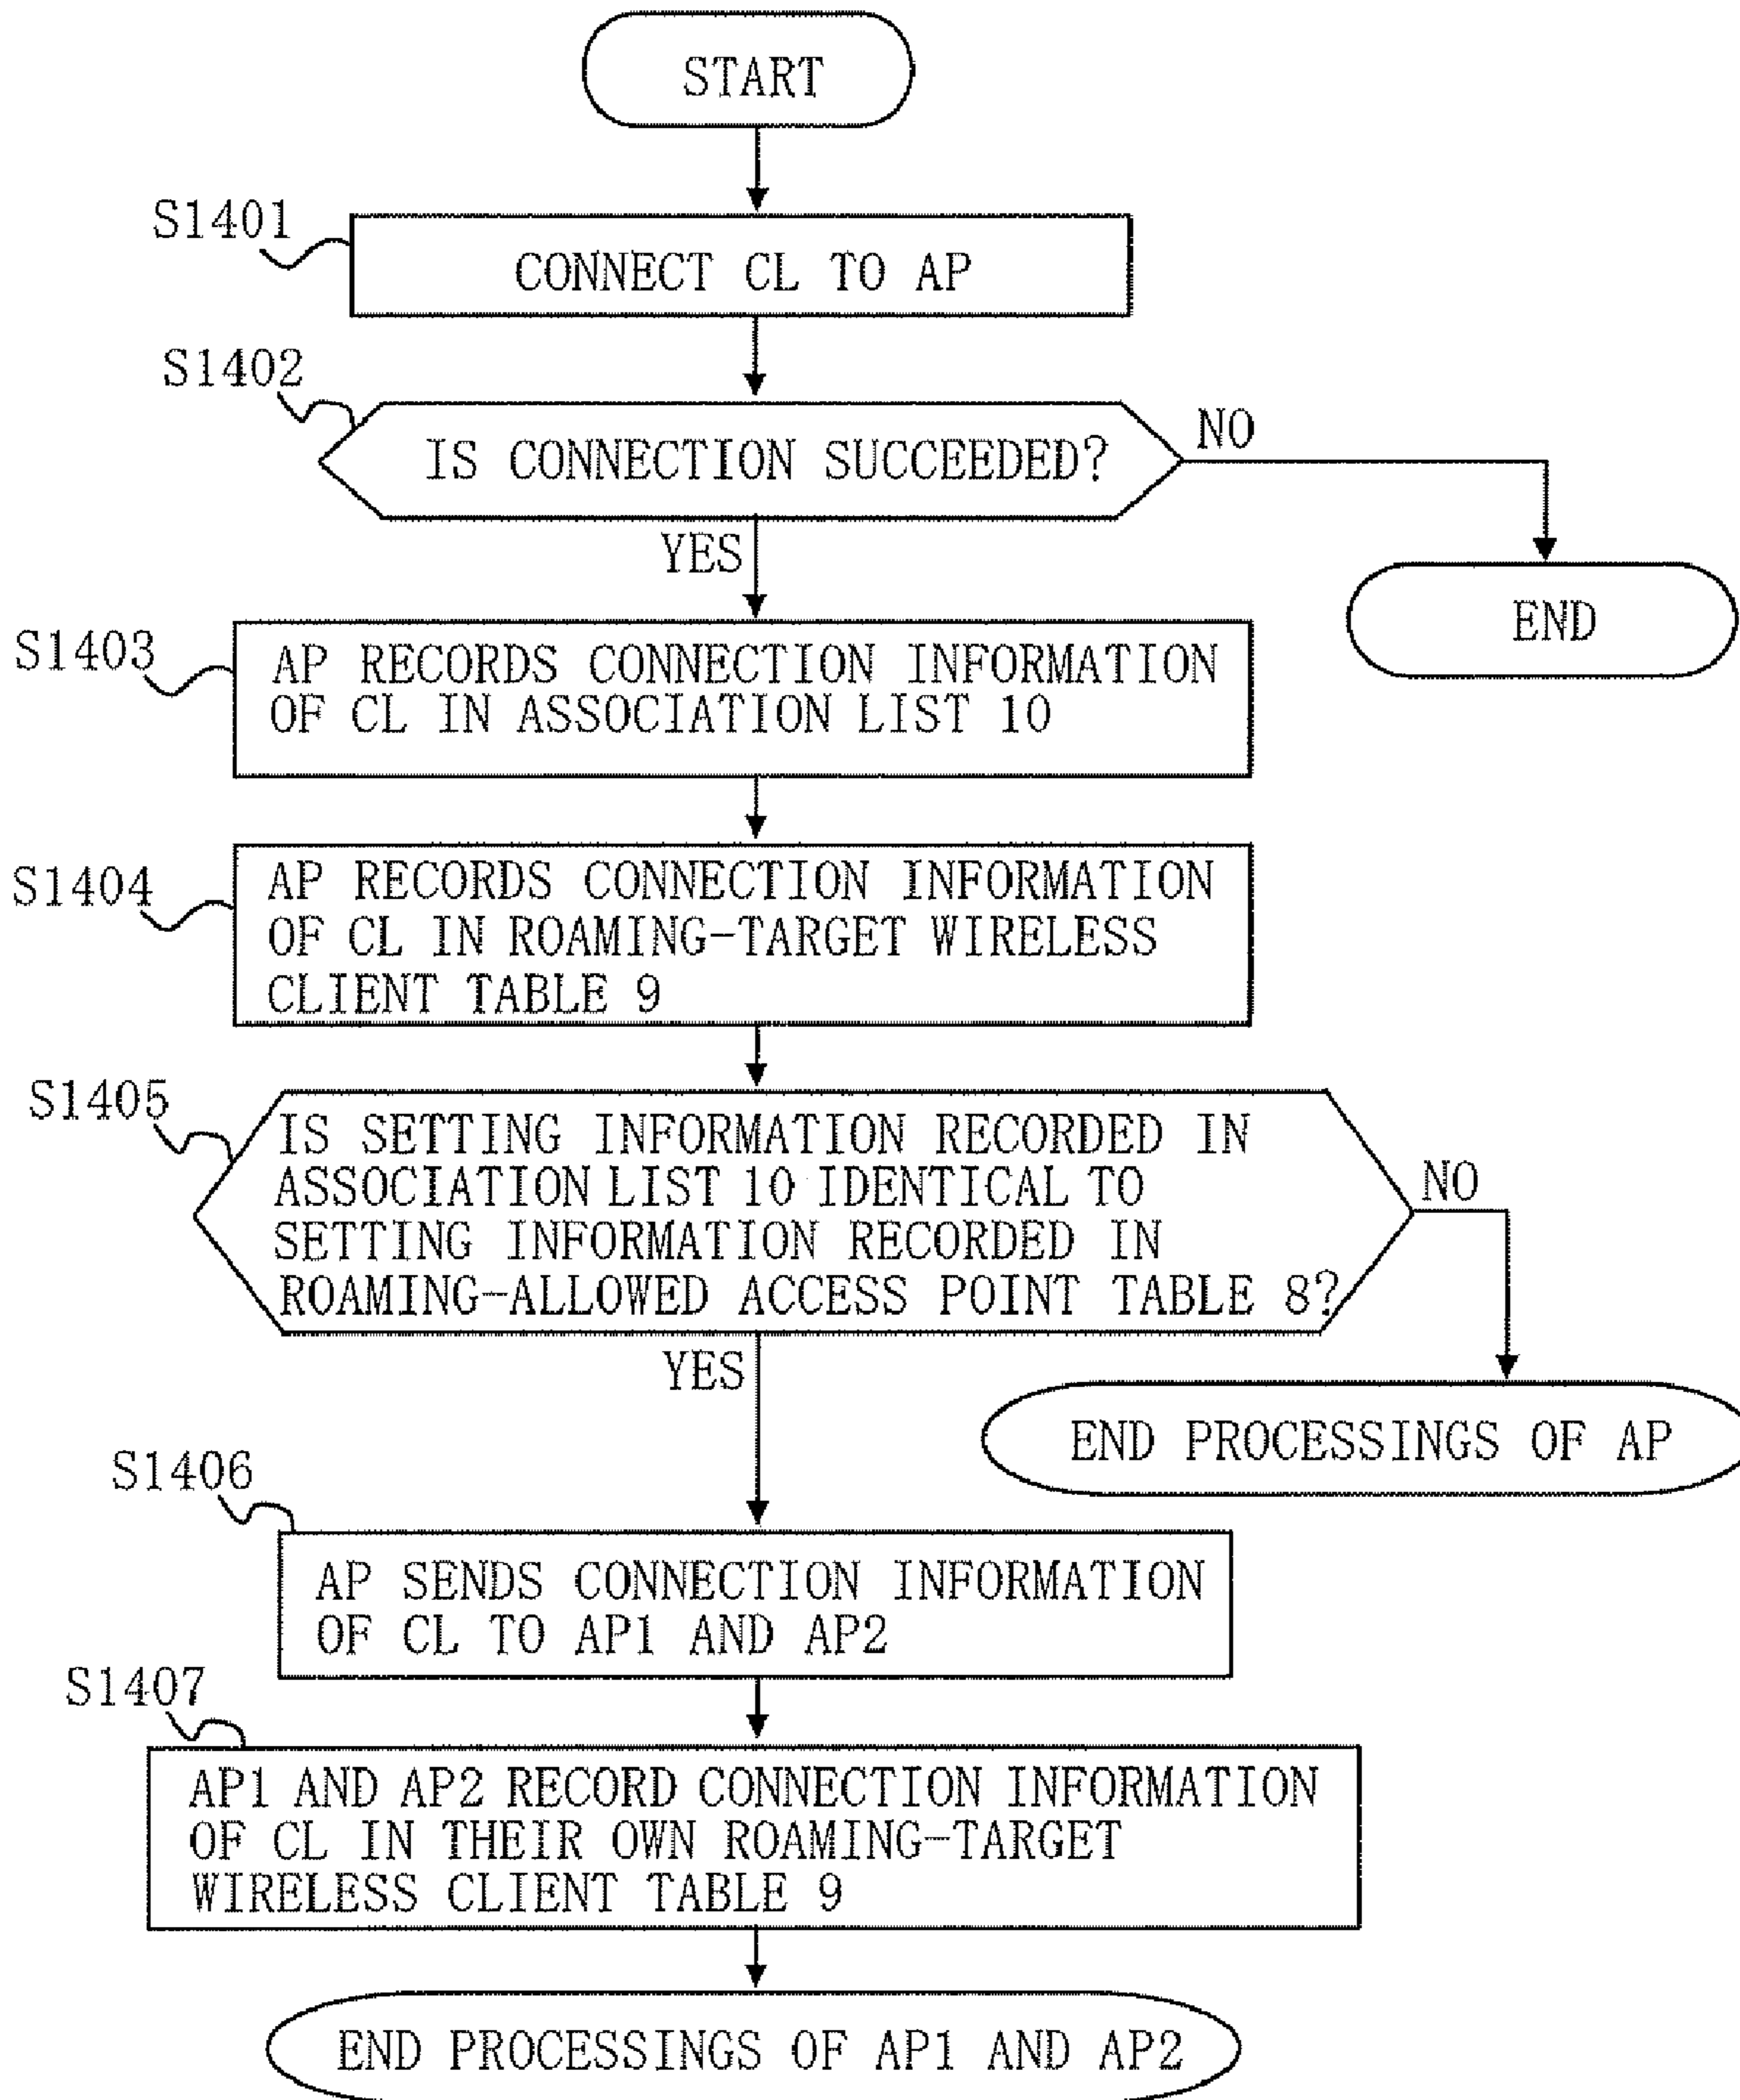 START
S1401
CONNECT CL TO AP
S1402
IS CONNECTION SUCCEEDED?
NO
YES
END
S1403
AP RECORDS CONNECTION INFORMATION
OF CL IN ASSOCIATION LIST 10
S1404
AP RECORDS CONNECTION INFORMATION
OF CL IN ROAMING-TARGET WIRELESS
CLIENT TABLE 9
S1405
IS SETTING INFORMATION RECORDED IN
ASSOCIATION LIST 10 IDENTICAL TO
SETTING INFORMATION RECORDED IN
ROAMING-ALLOWED ACCESS POINT TABLE 8?
NO
YES
END PROCESSINGS OF AP
S1406
AP SENDS CONNECTION INFORMATION
OF CL TO AP1 AND AP2
S1407
AP1 AND AP2 RECORD CONNECTION INFORMATION
OF CL IN THEIR OWN ROAMING-TARGET
WIRELESS CLIENT TABLE 9
END PROCESSINGS OF AP1 AND AP2